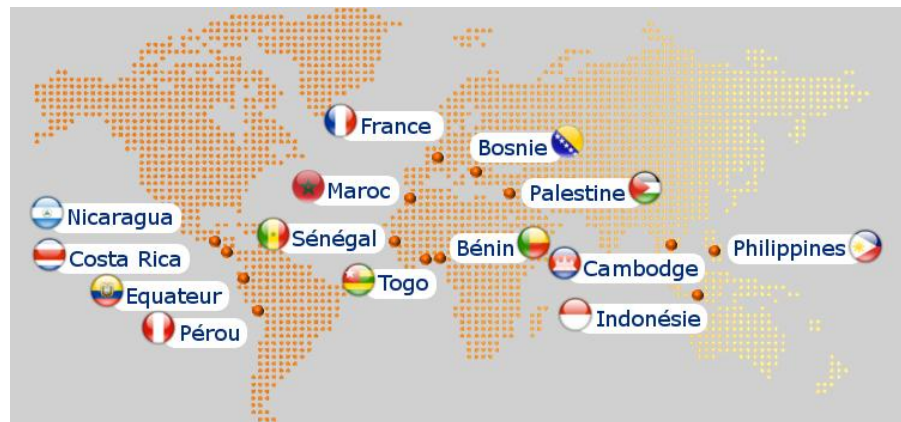 France
Bosnie
Maroc
Palestine
Nicaragua
Sénégal
Bénin
Philippines
Costa Rica
Cambodge
Togo
Equateur
Indonésie
Pérou